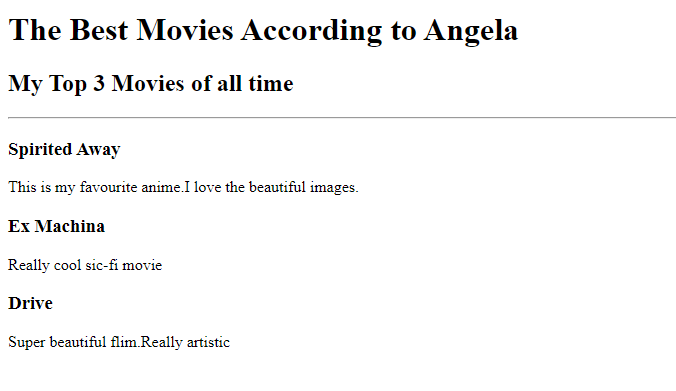 The Best Movies According to Angela
My Top 3 Movies of all time
Spirited Away
This is my favourite anime.I love the beautiful images.
Ex Machina
Really cool sic-fi movie
Drive
Super beautiful flim.Really artistic